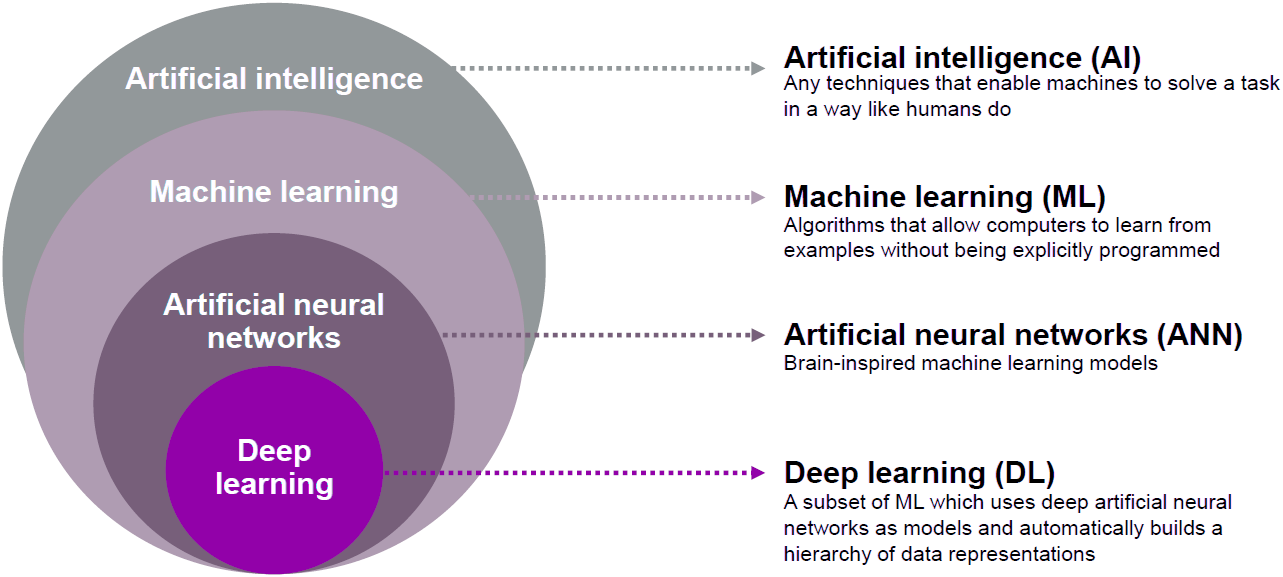 Artificial intelligence
Machine learning
Artificial neural
networks
Deep
learning
Artificial intelligence (AI)
Any techniques that enable machines to solve a task
in a way like humans do
Machine learning (ML)
Algorithms that allow computers to learn from
examples without being explicitly programmed
Artificial neural networks (ANN)
Brain-inspired machine learning models
Deep learning (DL)
A subset of ML which uses deep artificial neural
networks as models and automatically builds a
hierarchy of data representations